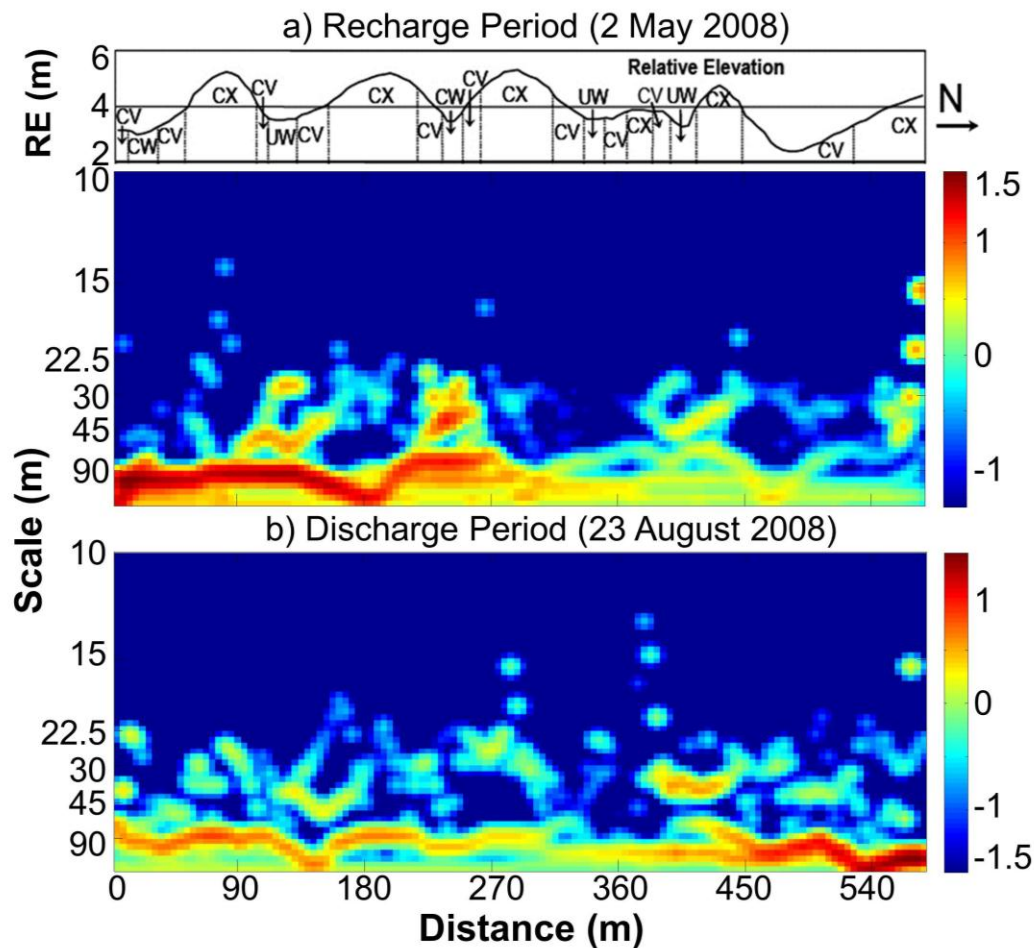 a) Recharge Period (2 May 2008)
RE (m)
6
4
2
Relative Elevation
CV CW CV CX CV UW CV CX CV CW CV CX UW CV CX CV UW CX CV CX
N
Scale (m)
10
15
22.5
30
45
90
1.5
1
0
-1
b) Discharge Period (23 August 2008)
10
15
22.5
30
45
90
1
0
-1
-1.5
0 90 180 270 360 450 540
Distance (m)